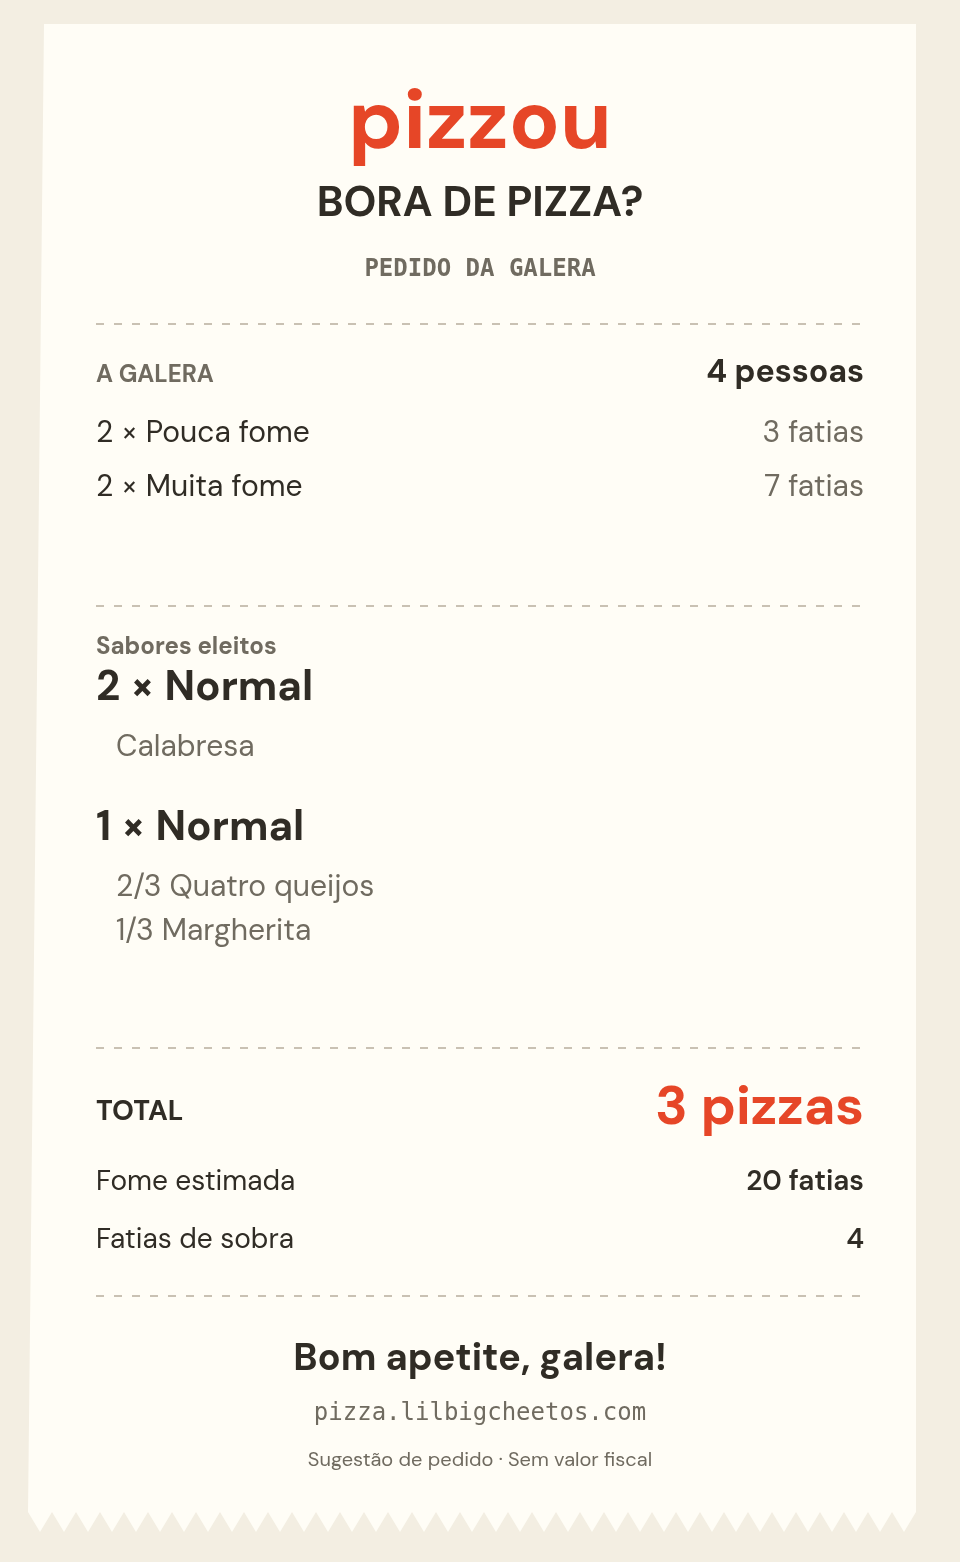 pizzou
BORA DE PIZZA?
PEDIDO DA GALERA
A GALERA 4 pessoas
2 × Pouca fome 3 fatias
2 × Muita fome 7 fatias
Sabores eleitos
2 × Normal
Calabresa
1 × Normal
2/3 Quatro queijos
1/3 Margherita
TOTAL 3 pizzas
Fome estimada 20 fatias
Fatias de sobra 4
Bom apetite, galera!
pizza.lilbigcheetos.com
Sugestão de pedido · Sem valor fiscal